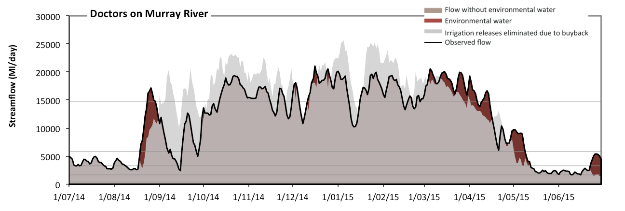 Doctors on Murray River
Flow without environmental water
Environmental water
Irrigation releases eliminated due to buyback
Observed flow
Streamflow (Ml/day)
30000
25000
20000
15000
10000
5000
0
1/07/14 1/08/14 1/09/14 1/10/14 1/11/14 1/12/14 1/01/15 1/02/15 1/03/15 1/04/15 1/05/15 1/06/15